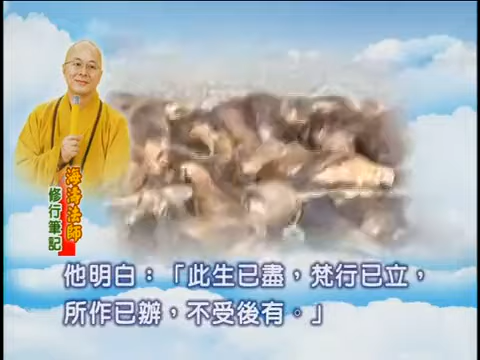 海濤法師
修行筆記
他明白：「此生已盡，梵行已立，
所作已辦，不受後有。」